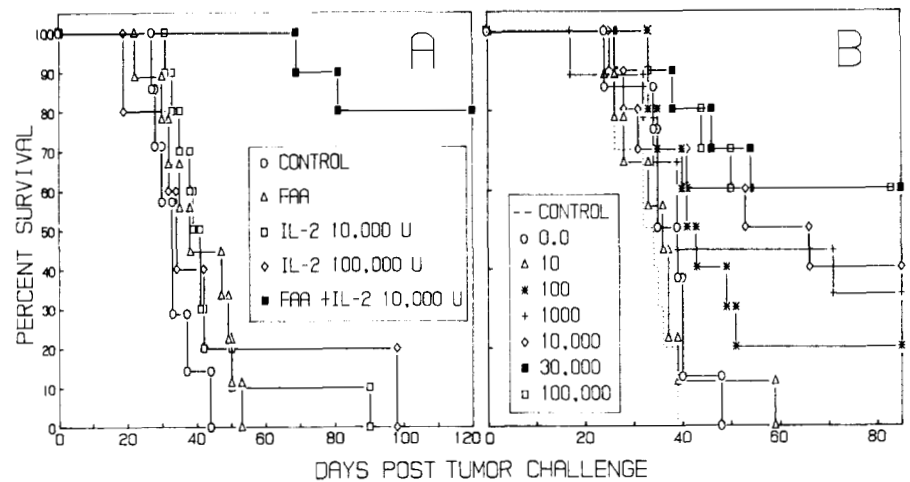 A
B
PERCENT SURVIVAL
100
90
80
70
60
50
40
30
20
10
0
CONTROL
FAA
IL-2 10,000 U
IL-2 100,000 U
FAA +IL-2 10,000 U
-- CONTROL
0.0
10
100
1000
10,000
30,000
100,000
0 20 40 60 80 100 120
0 20 40 60 80
DAYS POST TUMOR CHALLENGE